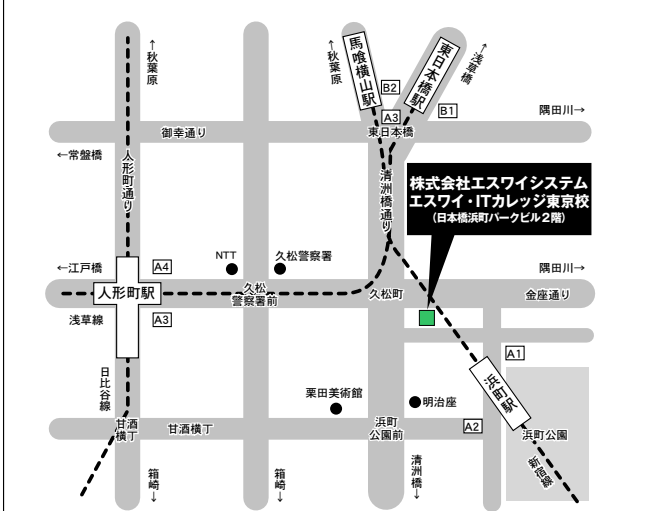 ↑秋葉原
↑秋葉原
馬喰横山駅
東日本橋駅
↑浅草橋
B2
A3
B1
隅田川→
御幸通り
東日本橋
←常盤橋
人形町通り
清洲橋通り
株式会社エスワイシステム
エスワイ・ITカレッジ東京校
(日本橋浜町パークビル2階)
←江戸橋
A4
NTT
久松警察署
隅田川→
人形町駅
久松
警察署前
久松町
金座通り
浅草線
A3
A1
日比谷線
浜町駅
栗田美術館
明治座
甘酒
横丁
甘酒横丁
浜町
公園前
A2
浜町公園
新宿線
箱崎↓
箱崎↓
清洲橋↓